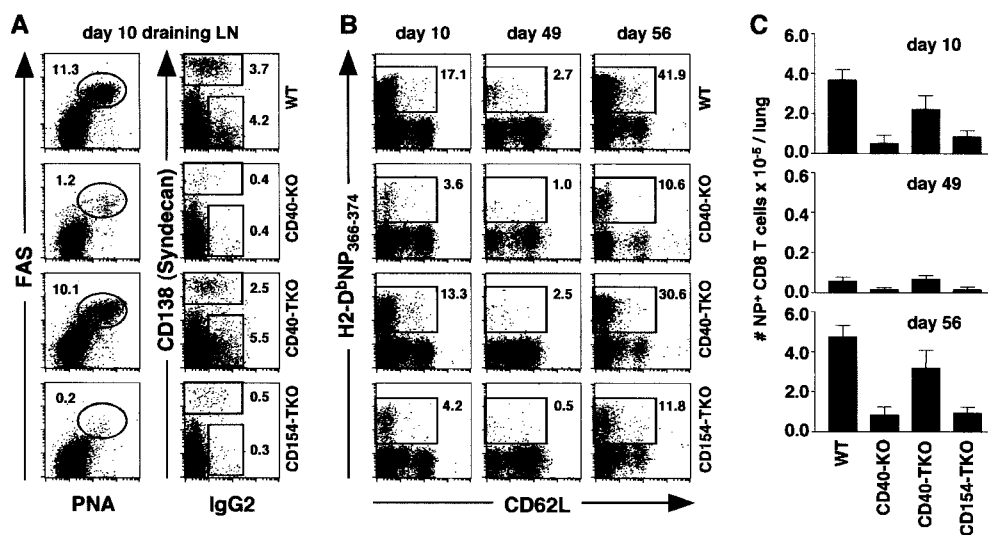 A
day 10 draining LN
FAS
CD138 (Syndecan)
11.3
3.7
4.2
WT
1.2
0.4
0.4
CD40-KO
10.1
2.5
5.5
CD40-TKO
0.2
0.5
0.3
CD154-TKO
PNA
IgG2
B
day 10 day 49 day 56
H2-DbNP366-374
17.1 2.7 41.9
WT
3.6 1.0 10.6
CD40-KO
13.3 2.5 30.6
CD40-TKO
4.2 0.5 11.8
CD154-TKO
CD62L
C
# NP+ CD8 T cells x 10-5 / lung
day 10
6.0
4.0
2.0
0.0
day 49
0.6
0.4
0.2
0.0
day 56
6.0
4.0
2.0
0.0
WT
CD40-KO
CD40-TKO
CD154-TKO